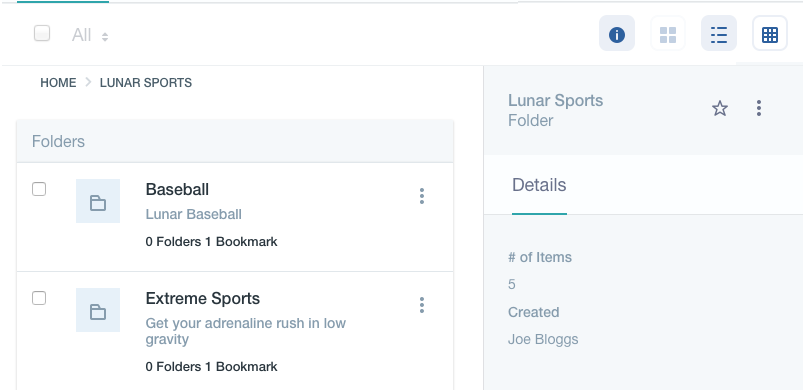 All
HOME > LUNAR SPORTS
Folders
Baseball
Lunar Baseball
0 Folders 1 Bookmark
Extreme Sports
Get your adrenaline rush in low
gravity
0 Folders 1 Bookmark
Lunar Sports
Folder
Details
# of Items
5
Created
Joe Bloggs